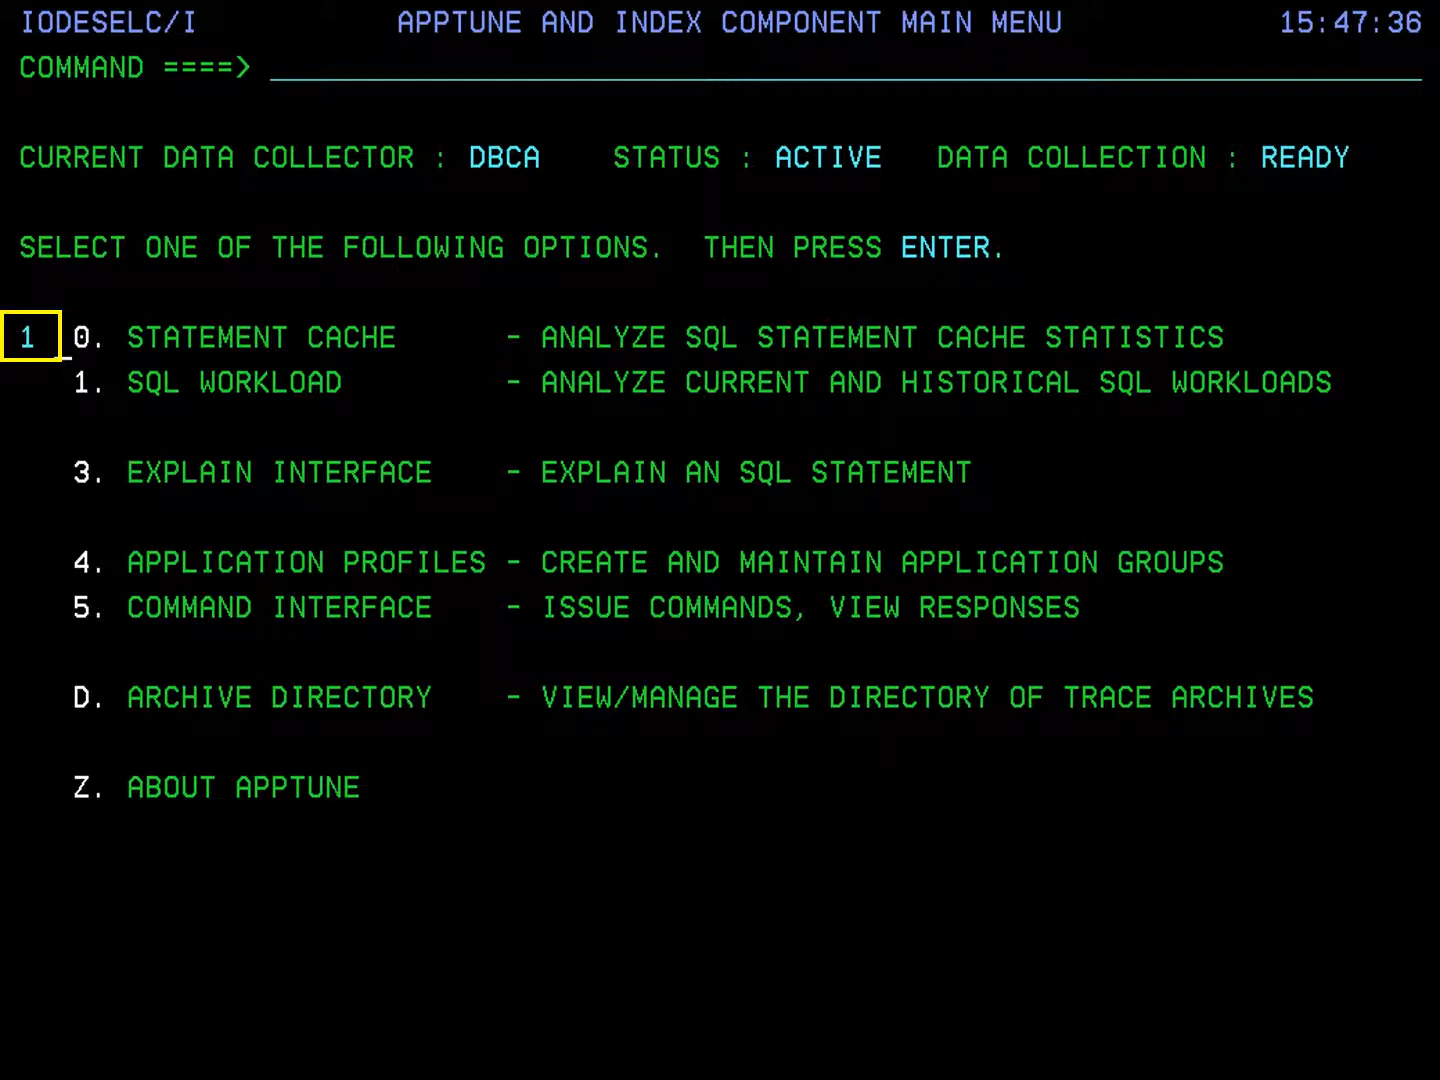 IODESELC/I APPTUNE AND INDEX COMPONENT MAIN MENU 15:47:36
COMMAND ====>
CURRENT DATA COLLECTOR : DBCA STATUS : ACTIVE DATA COLLECTION : READY
SELECT ONE OF THE FOLLOWING OPTIONS. THEN PRESS ENTER.
1 _0. STATEMENT CACHE - ANALYZE SQL STATEMENT CACHE STATISTICS
1. SQL WORKLOAD - ANALYZE CURRENT AND HISTORICAL SQL WORKLOADS
3. EXPLAIN INTERFACE - EXPLAIN AN SQL STATEMENT
4. APPLICATION PROFILES - CREATE AND MAINTAIN APPLICATION GROUPS
5. COMMAND INTERFACE - ISSUE COMMANDS, VIEW RESPONSES
D. ARCHIVE DIRECTORY - VIEW/MANAGE THE DIRECTORY OF TRACE ARCHIVES
Z. ABOUT APPTUNE